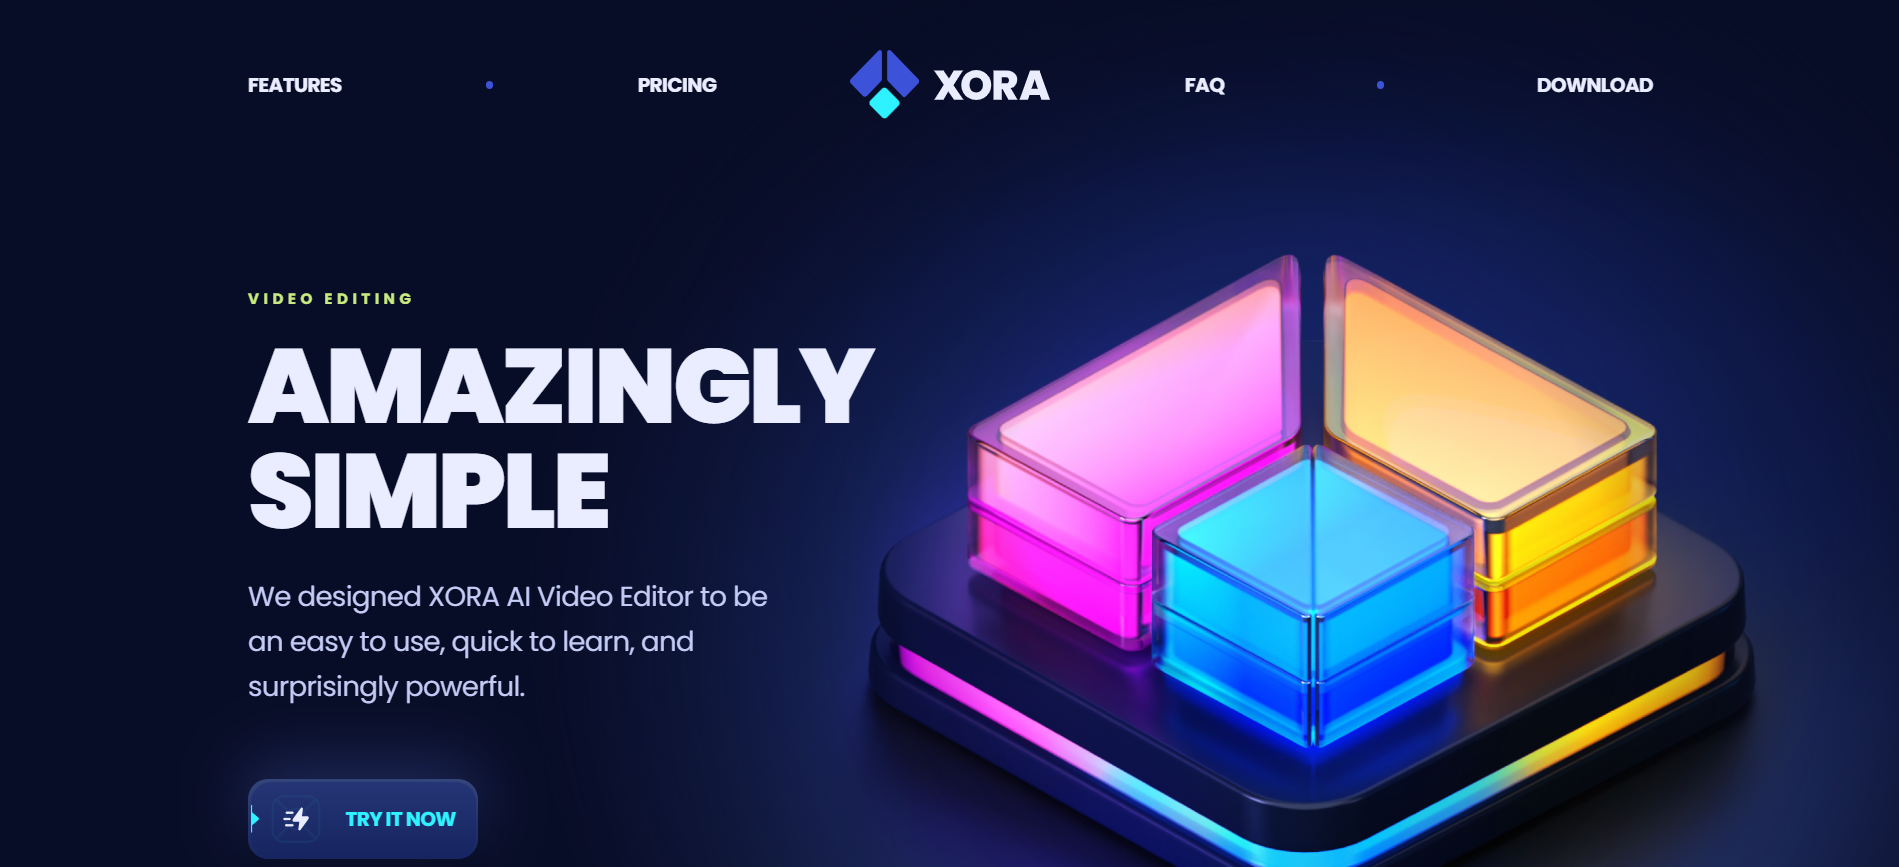 FEATURES
PRICING
XORA
FAQ
DOWNLOAD
VIDEO EDITING
AMAZINGLY
SIMPLE
We designed XORA AI Video Editor to be
an easy to use, quick to learn, and
surprisingly powerful.
TRY IT NOW